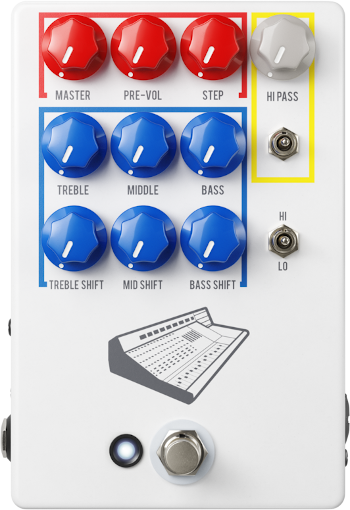 MASTER PRE-VOL STEP HI PASS
TREBLE MIDDLE BASS
HI
LO
TREBLE SHIFT MID SHIFT BASS SHIFT